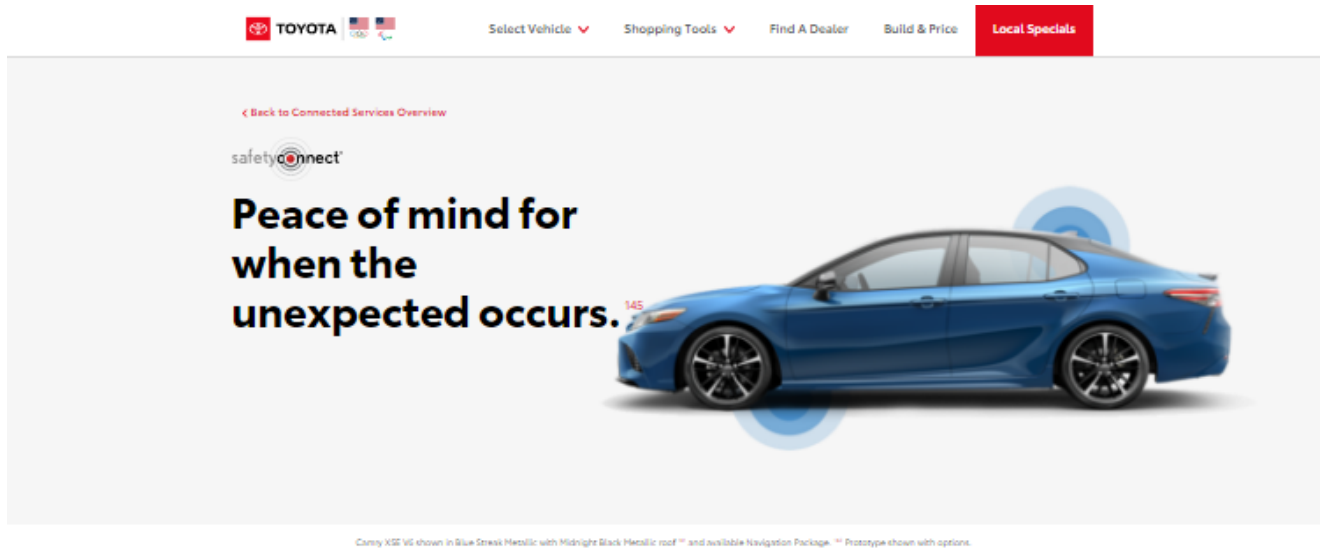 TOYOTA
Select Vehicle
Shopping Tools
Find A Dealer
Build & Price
Local Specials
Back to Connected Services Overview
safetyconnect
Peace of mind for
when the
unexpected occurs. 145
Camry XSE V6 shown in Blue Streak Metallic with Midnight Black Metallic roof and available Navigation Package. Prototype shown with options.